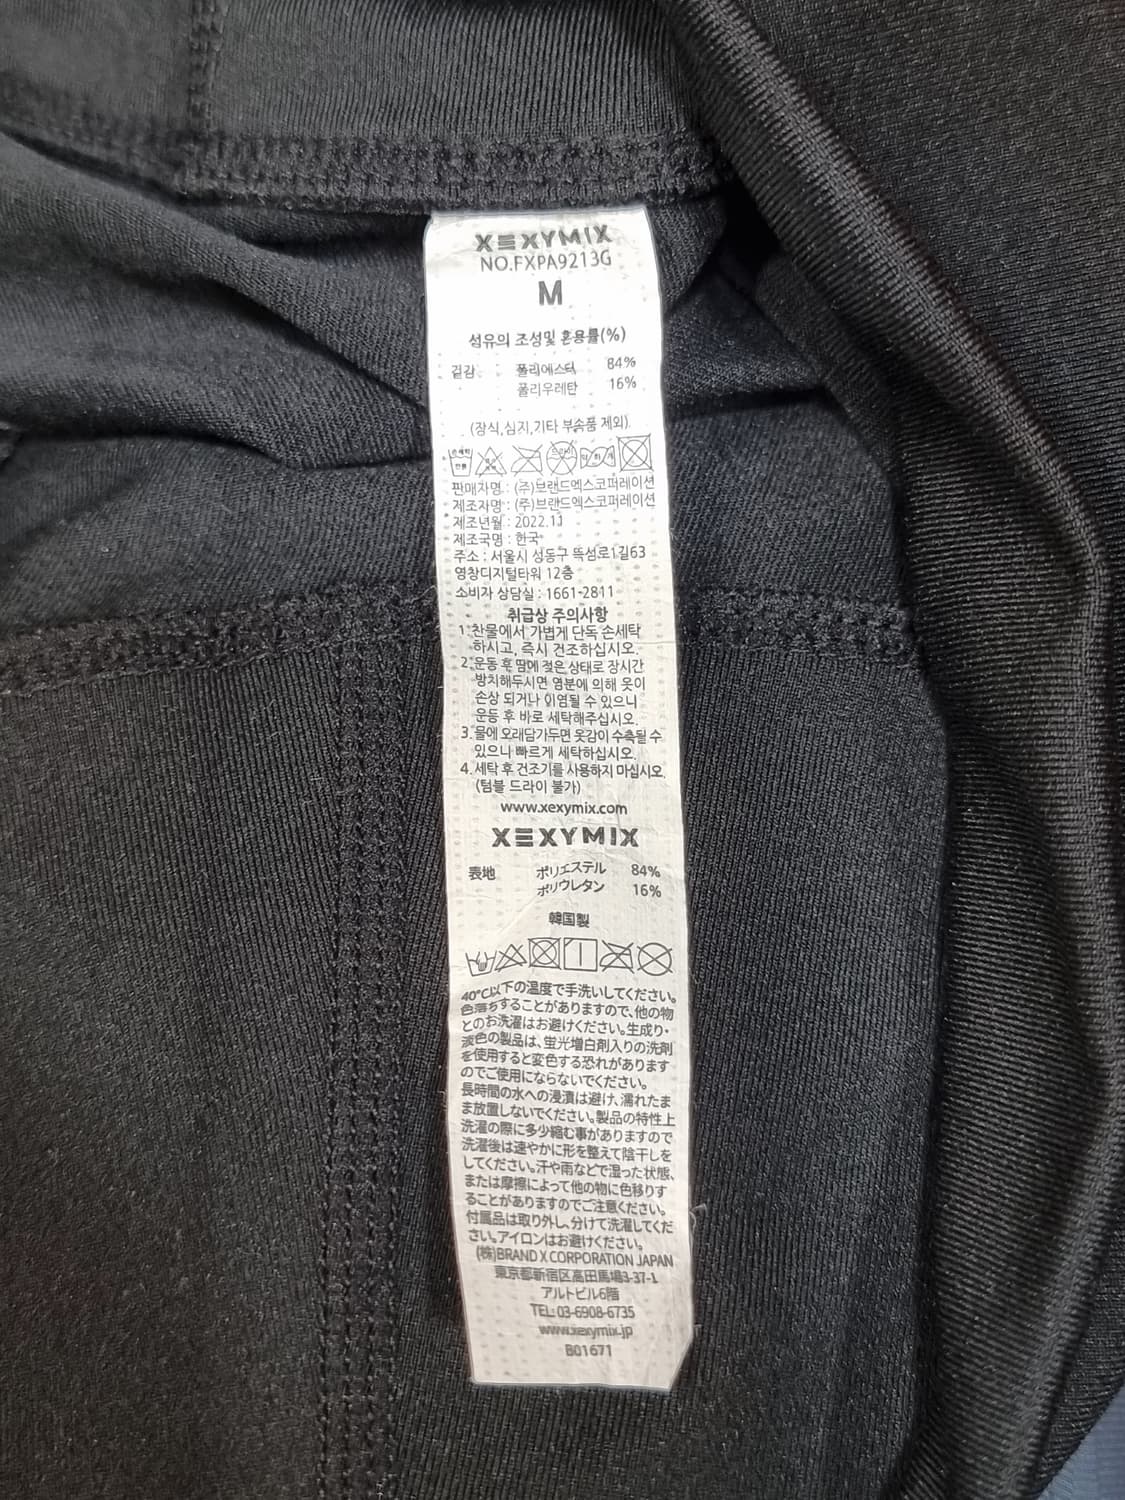 XEXYMIX
NO.FXPA9213G
M
섬유의 조성및 혼용률(%)
겉감 폴리에스터 84%
폴리우레탄 16%
(장식,심지,기타 부속품 제외)
판매자명 : (주)브랜드엑스코퍼레이션
제조자명 : (주)브랜드엑스코퍼레이션
제조년월 : 2022.11
제조국명 : 한국
주소 : 서울시 성동구 뚝섬로1길63
영창디지털타워 12층
소비자 상담실 : 1661-2811
취급상 주의사항
1.찬물에서 가볍게 단독 손세탁
하시고, 즉시 건조하십시오.
2.운동 후 땀에 젖은 상태로 장시간
방치해두시면 염분에 의해 옷이
손상 되거나 이염될 수 있으니
운동 후 바로 세탁해주십시오.
3.물에 오래담가두면 옷감이 수축될 수
있으니 빠르게 세탁하십시오.
4.세탁 후 건조기를 사용하지 마십시오.
(텀블 드라이 불가)
www.xexymix.com
XEXYMIX
表地 ポリエステル 84%
ポリウレタン 16%
韓国製
40℃以下の温度で手洗いしてください。
色落ちすることがありますので、他の物
とのお洗濯はお避けください。生成り・
淡色の製品は、蛍光増白剤入りの洗剤
を使用すると変色する恐れがあります
のでご使用にならないでください。
長時間の水への浸漬は避け、濡れたま
ま放置しないでください。製品の特性上
洗濯の際に多少縮む事がありますので
洗濯後は速やかに形を整えて陰干しを
してください。汗や雨などで湿った状態、
または摩擦によって他の物に色移りす
ることがありますのでご注意ください。
付属品は取り外し、分けて洗濯してくだ
さい。アイロンはお避けください。
(株)BRAND X CORPORATION JAPAN
東京都新宿区高田馬場3-37-1
アルトビル6階
TEL: 03-6908-6735
www.xexymix.jp
B01671